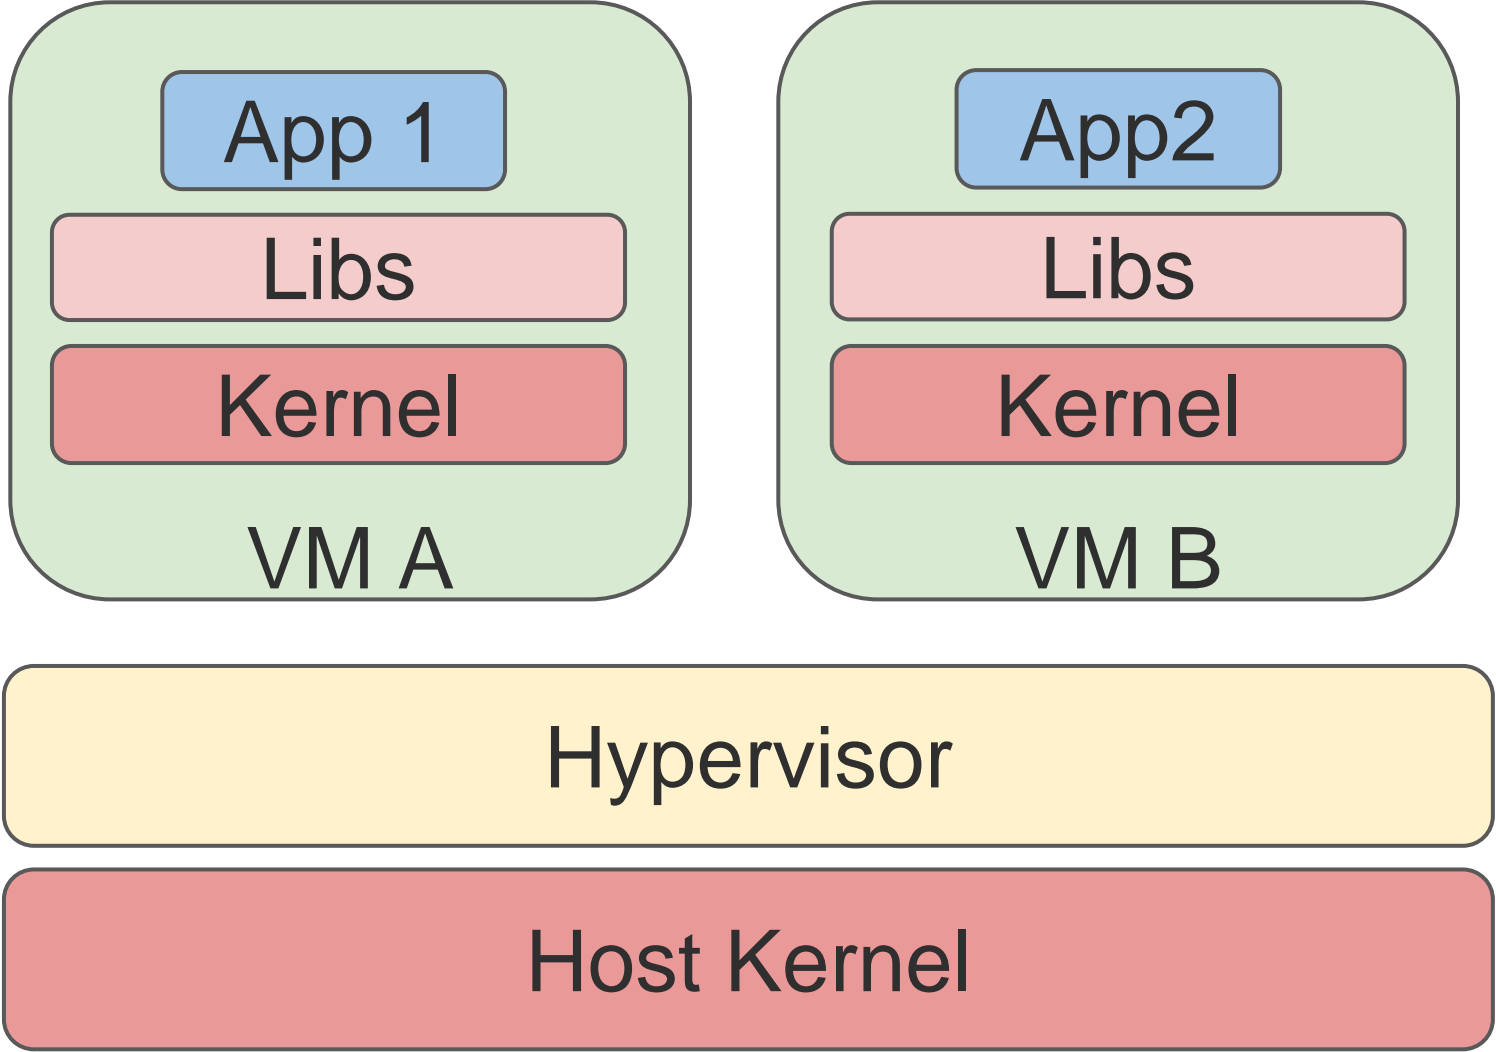 App 1
App2
Libs
Libs
Kernel
Kernel
VM A
VM B
Hypervisor
Host Kernel